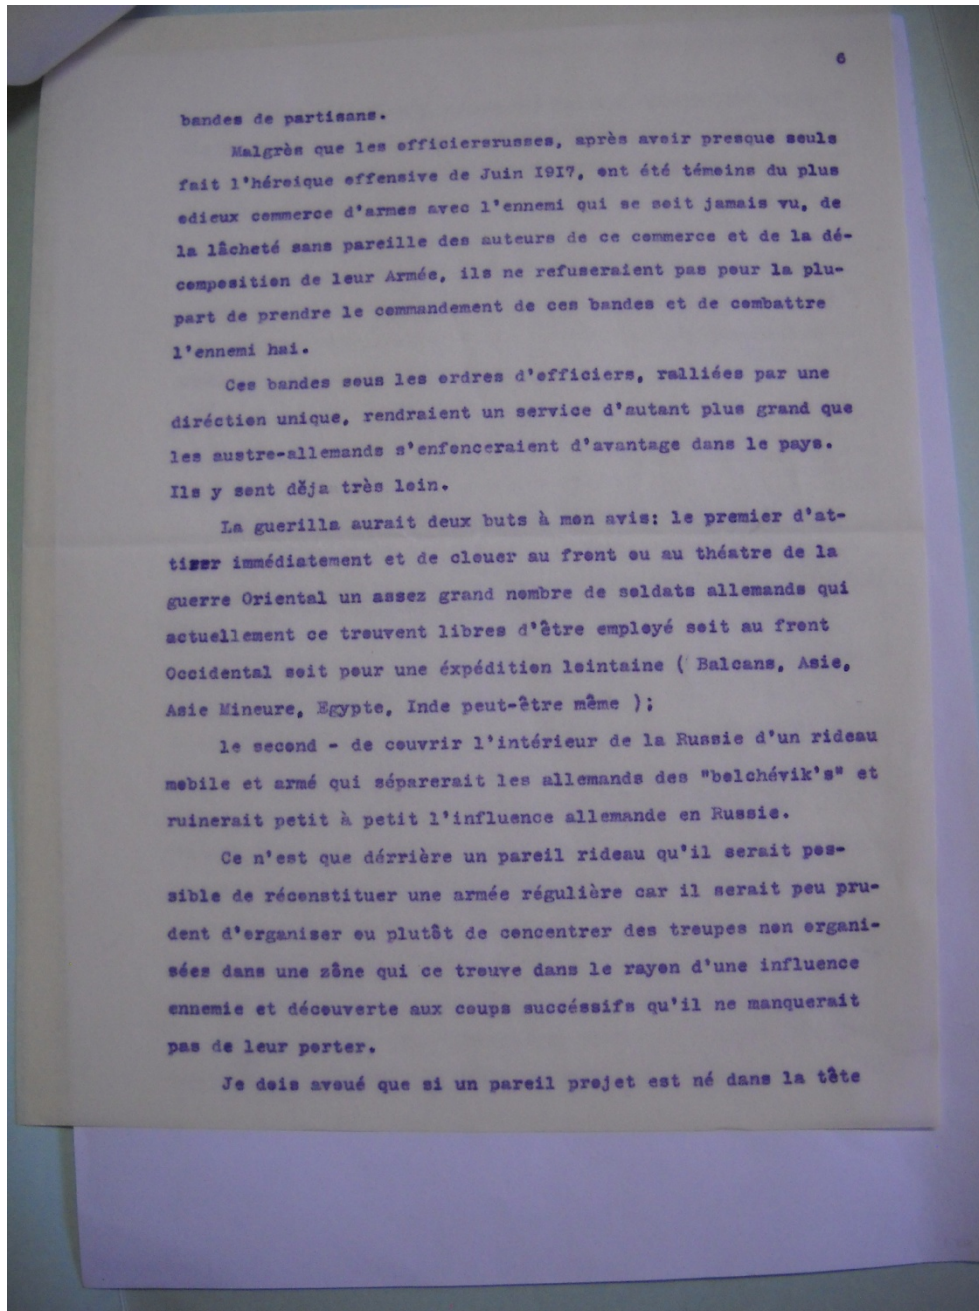 6
bandes de partisans.
Malgrès que les officiersrusses, après avoir presque seuls
fait l'héroique offensive de Juin I9I7, ont été témoins du plus
odieux commerce d'armes avec l'ennemi qui se soit jamais vu, de
la lâcheté sans pareille des auteurs de ce commerce et de la dé-
composition de leur Armée, ils ne refuseraient pas pour la plu-
part de prendre le commandement de ces bandes et de combattre
l'ennemi hai.
Ces bandes sous les ordres d'officiers, ralliées par une
diréction unique, rendraient un service d'autant plus grand que
les austro-allemands s'enfonceraient d'avantage dans le pays.
Ils y sont dĕja très loin.
La guerilla aurait deux buts à mon avis: le premier d'at-
tirer immédiatement et de clouer au front ou au théatre de la
guerre Oriental un assez grand nombre de soldats allemands qui
actuellement ce trouvent libres d'être employé soit au front
Occidental soit pour une éxpédition lointaine ( Balcans, Asie,
Asie Mineure, Egypte, Inde peut-être même );
le second - de couvrir l'intérieur de la Russie d'un rideau
mobile et armé qui séparerait les allemands des "bolchévik's" et
ruinerait petit à petit l'influence allemande en Russie.
Ce n'est que dérrière un pareil rideau qu'il serait pos-
sible de réconstituer une armée régulière car il serait peu pru-
dent d'organiser ou plutôt de concentrer des troupes non organi-
sées dans une zône qui ce trouve dans le rayon d'une influence
ennemie et découverte aux coups succéssifs qu'il ne manquerait
pas de leur porter.
Je dois avoué que si un pareil projet est né dans la tête